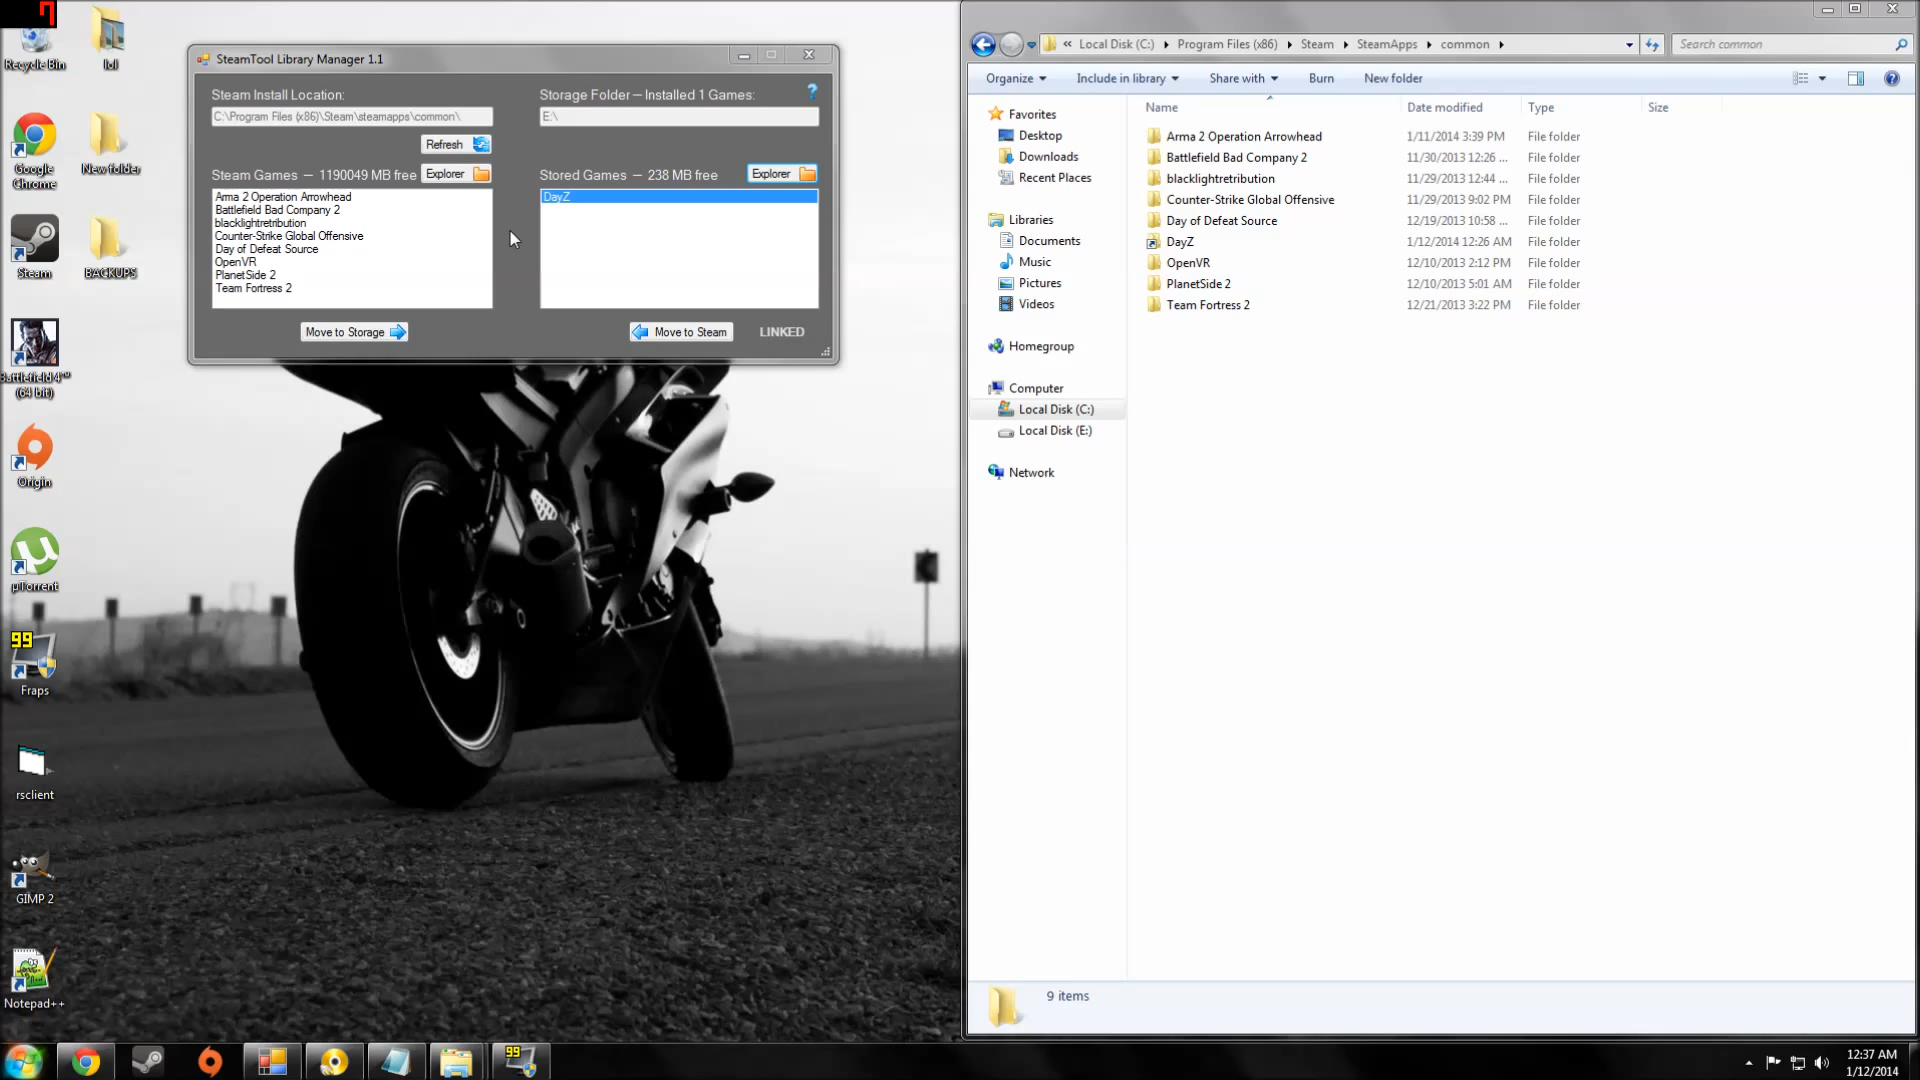 7
Recycle Bin
lol
Google Chrome
New folder
Steam
BACKUPS
Battlefield 4™ (64 bit)
Origin
µTorrent
99
Fraps
rsclient
GIMP 2
Notepad++
SteamTool Library Manager 1.1
Steam Install Location:
C:\Program Files (x86)\Steam\steamapps\common\
Refresh
Steam Games — 1190049 MB free
Explorer
Arma 2 Operation Arrowhead
Battlefield Bad Company 2
blacklightretribution
Counter-Strike Global Offensive
Day of Defeat Source
OpenVR
PlanetSide 2
Team Fortress 2
Move to Storage
Storage Folder — Installed 1 Games:
?
E:\
Stored Games — 238 MB free
Explorer
DayZ
Move to Steam
LINKED
« Local Disk (C:) Program Files (x86) Steam SteamApps common
Search common
Organize Include in library Share with Burn New folder
Favorites
Desktop
Downloads
Recent Places
Libraries
Documents
Music
Pictures
Videos
Homegroup
Computer
Local Disk (C:)
Local Disk (E:)
Network
Name Date modified Type Size
Arma 2 Operation Arrowhead 1/11/2014 3:39 PM File folder
Battlefield Bad Company 2 11/30/2013 12:26 ... File folder
blacklightretribution 11/29/2013 12:44 ... File folder
Counter-Strike Global Offensive 11/29/2013 9:02 PM File folder
Day of Defeat Source 12/19/2013 10:58 ... File folder
DayZ 1/12/2014 12:26 AM File folder
OpenVR 12/10/2013 2:12 PM File folder
PlanetSide 2 12/10/2013 5:01 AM File folder
Team Fortress 2 12/21/2013 3:22 PM File folder
9 items
99
12:37 AM
1/12/2014